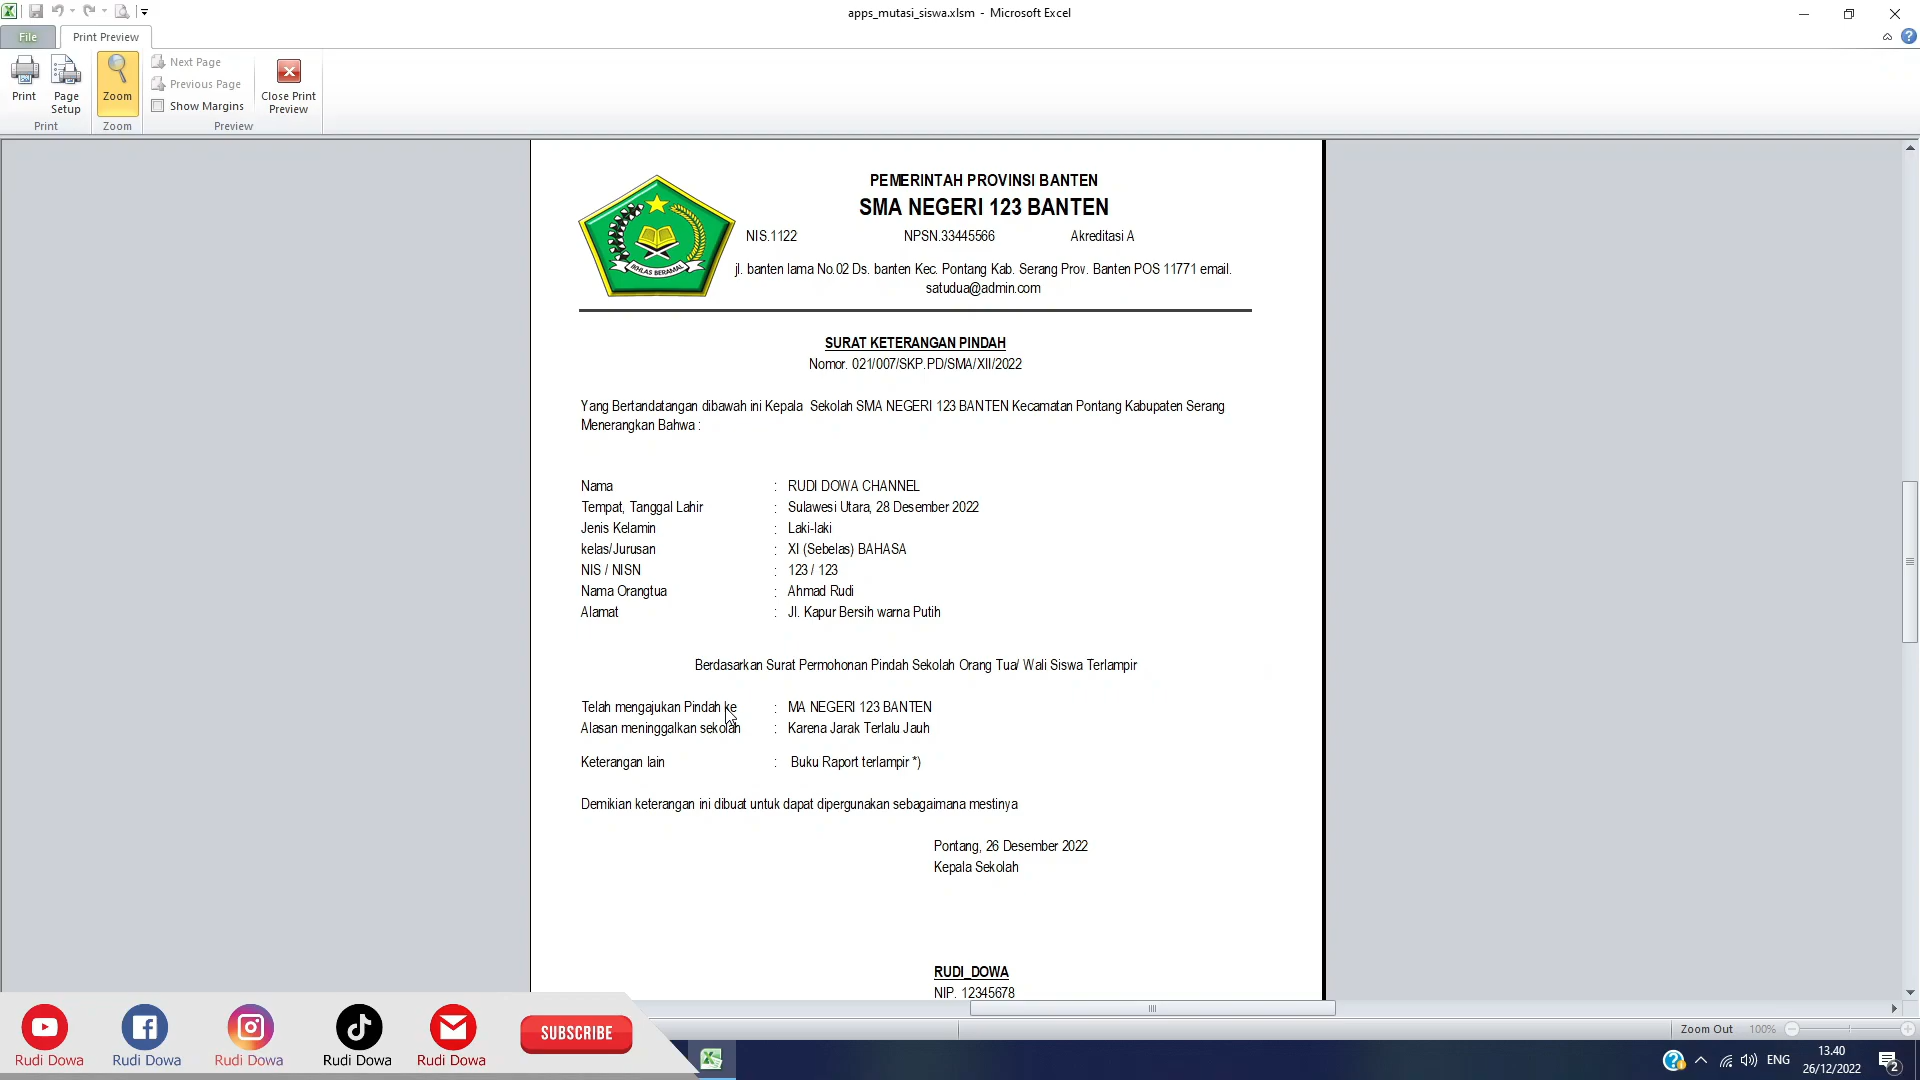 apps_mutasi_siswa.xlsm - Microsoft Excel
File
Print Preview
Print
Page Setup
Zoom
Next Page
Previous Page
Show Margins
Close Print Preview
Print
Zoom
Preview
PEMERINTAH PROVINSI BANTEN
SMA NEGERI 123 BANTEN
NIS.1122 NPSN.33445566 Akreditasi A
jl. banten lama No.02 Ds. banten Kec. Pontang Kab. Serang Prov. Banten POS 11771 email.
satudua@admin.com
IKHLAS BERAMAL
SURAT KETERANGAN PINDAH
Nomor. 021/007/SKP.PD/SMA/XII/2022
Yang Bertandatangan dibawah ini Kepala Sekolah SMA NEGERI 123 BANTEN Kecamatan Pontang Kabupaten Serang
Menerangkan Bahwa :
Nama : RUDI DOWA CHANNEL
Tempat, Tanggal Lahir : Sulawesi Utara, 28 Desember 2022
Jenis Kelamin : Laki-laki
kelas/Jurusan : XI (Sebelas) BAHASA
NIS / NISN : 123 / 123
Nama Orangtua : Ahmad Rudi
Alamat : Jl. Kapur Bersih warna Putih
Berdasarkan Surat Permohonan Pindah Sekolah Orang Tua/ Wali Siswa Terlampir
Telah mengajukan Pindah ke : MA NEGERI 123 BANTEN
Alasan meninggalkan sekolah : Karena Jarak Terlalu Jauh
Keterangan lain : Buku Raport terlampir *)
Demikian keterangan ini dibuat untuk dapat dipergunakan sebagaimana mestinya
Pontang, 26 Desember 2022
Kepala Sekolah
RUDI_DOWA
NIP. 12345678
Rudi Dowa
Rudi Dowa
Rudi Dowa
Rudi Dowa
Rudi Dowa
SUBSCRIBE
Zoom Out 100%
ENG
13.40
26/12/2022
2